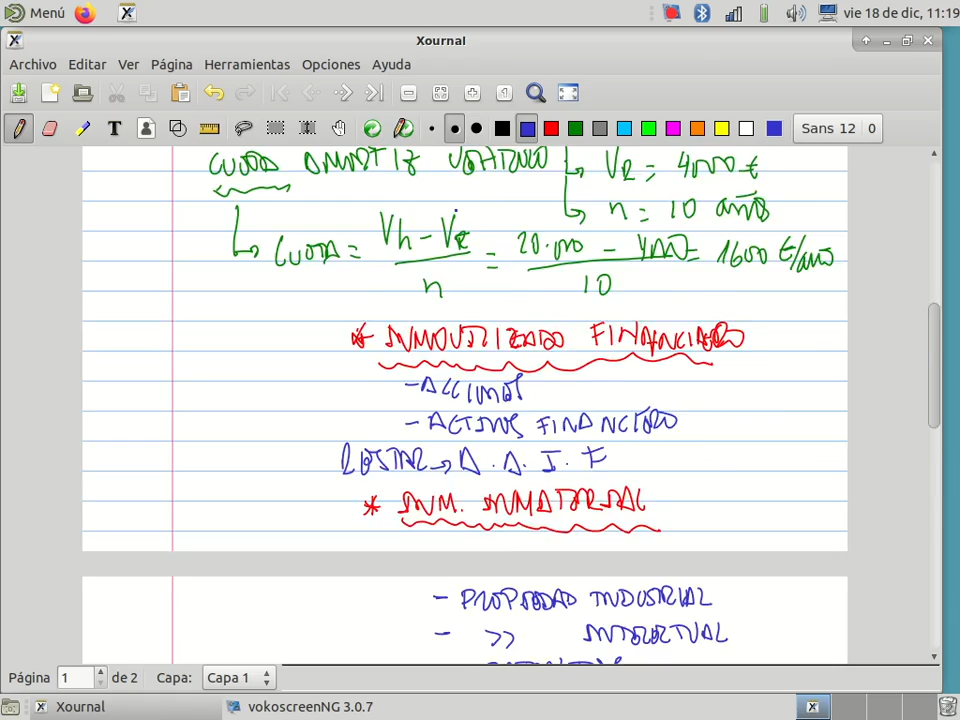 Menú vie 18 de dic, 11:19
Xournal
Archivo Editar Ver Página Herramientas Opciones Ayuda
Sans 12 0
CUOTA AMORTIZ VEHÍCULO VR = 4000 €
n = 10 años
CUOTA = Vh - VR / n = 20.000 - 4000 / 10 = 1600 €/año
* INMOVILIZADO FINANCIERO
- ACCIONES
- ACTIVOS FINANCIERO
RESTAR → A. A. I. F
* INM. INMATERIAL
- PROPIEDAD INDUSTRIAL
- >> INTELECTUAL
Página 1 de 2 Capa: Capa 1
Xournal vokoscreenNG 3.0.7